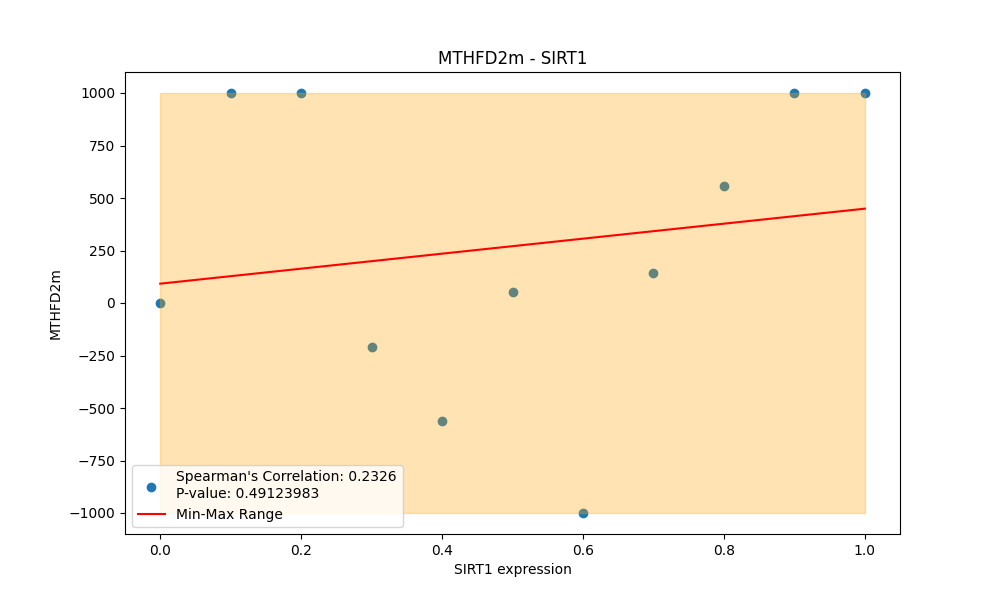 MTHFD2m - SIRT1
1000
750
500
250
0
−250
−500
−750
−1000
MTHFD2m
Spearman's Correlation: 0.2326
P-value: 0.49123983
Min-Max Range
0.0 0.2 0.4 0.6 0.8 1.0
SIRT1 expression